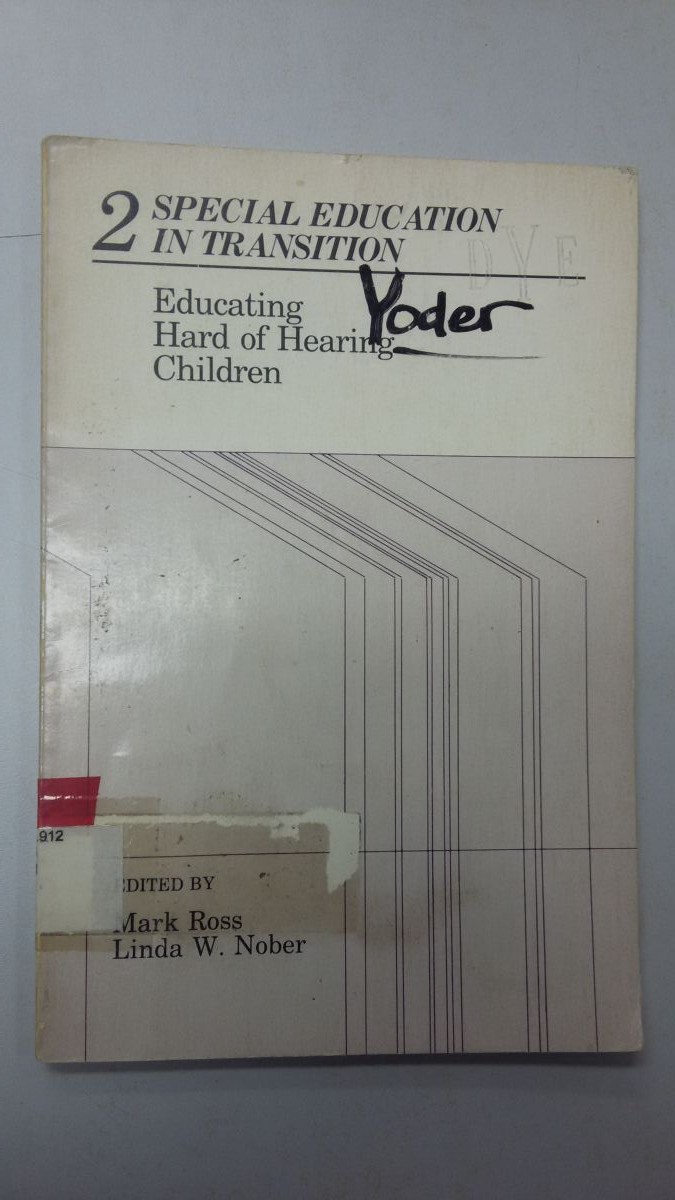 2 SPECIAL EDUCATION
IN TRANSITION
DYE
Educating
Hard of Hearing
Children
Yoder
912
EDITED BY
Mark Ross
Linda W. Nober